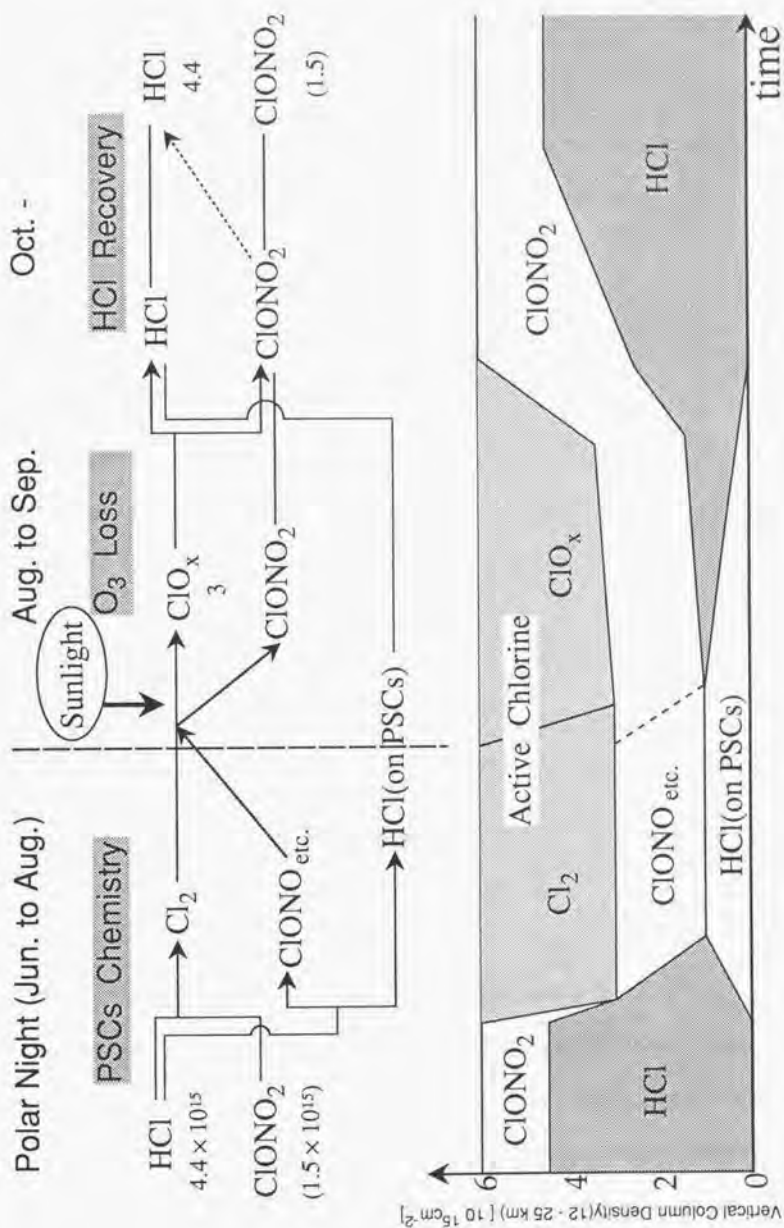 Polar Night (Jun. to Aug.)
Aug. to Sep.
Oct. -
PSCs Chemistry
Sunlight
O3 Loss
HCl Recovery
HCl
4.4 × 10^15
ClONO2
(1.5 × 10^15)
Cl2
ClONO etc.
HCl(on PSCs)
ClOx
3
ClONO2
HCl
ClONO2
HCl
4.4
ClONO2
(1.5)
Vertical Column Density(12 - 25 km) [ 10^15cm^-2]
6
4
2
0
ClONO2
HCl
Active Chlorine
Cl2
ClOx
ClONO etc.
HCl(on PSCs)
ClONO2
HCl
time